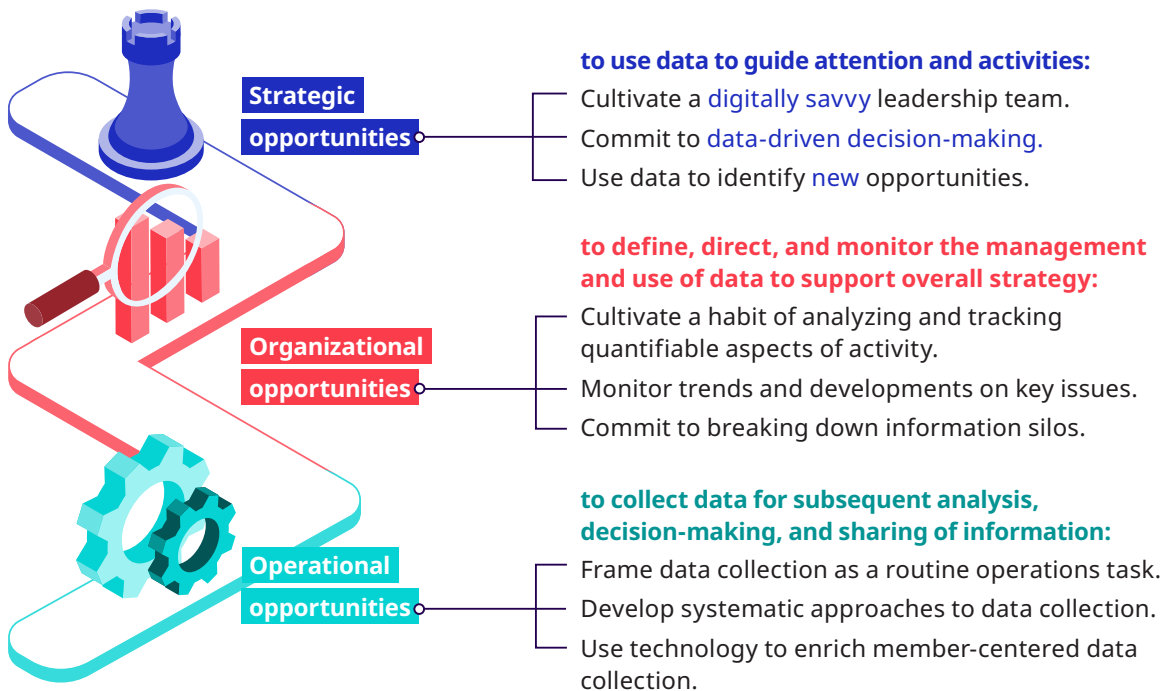 Strategic
opportunities
to use data to guide attention and activities:
Cultivate a digitally savvy leadership team.
Commit to data-driven decision-making.
Use data to identify new opportunities.
Organizational
opportunities
to define, direct, and monitor the management
and use of data to support overall strategy:
Cultivate a habit of analyzing and tracking
quantifiable aspects of activity.
Monitor trends and developments on key issues.
Commit to breaking down information silos.
Operational
opportunities
to collect data for subsequent analysis,
decision-making, and sharing of information:
Frame data collection as a routine operations task.
Develop systematic approaches to data collection.
Use technology to enrich member-centered data
collection.